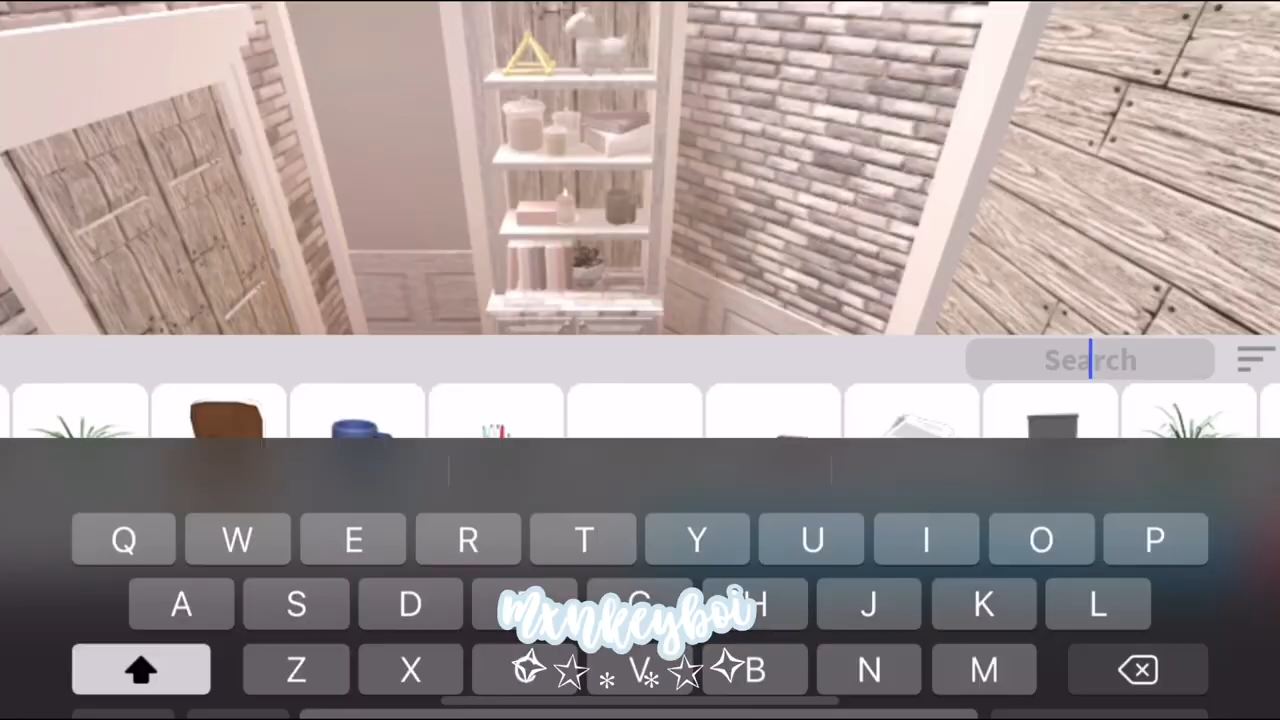 Search
Q W E R T Y U I O P
A S D G H J K L
mxnkeyboi
Z X C V B N M